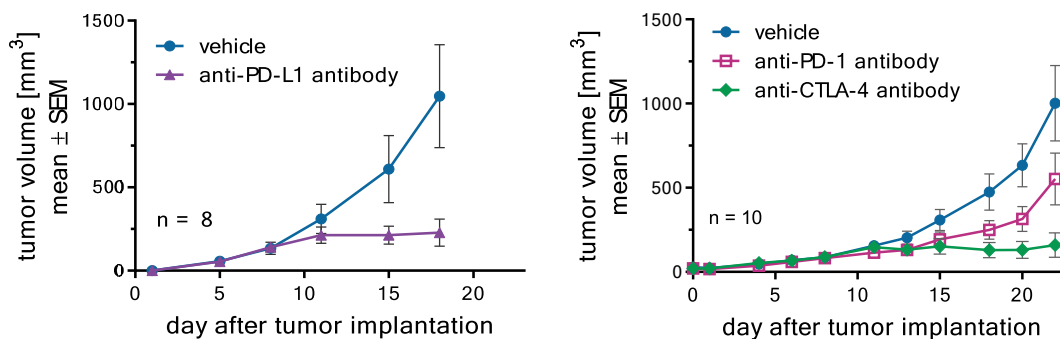 tumor volume [mm³]
mean ± SEM
1500
1000
500
0
vehicle
anti-PD-L1 antibody
n = 8
0 5 10 15 20
day after tumor implantation
tumor volume [mm³]
mean ± SEM
1500
1000
500
0
vehicle
anti-PD-1 antibody
anti-CTLA-4 antibody
n = 10
0 5 10 15 20
day after tumor implantation